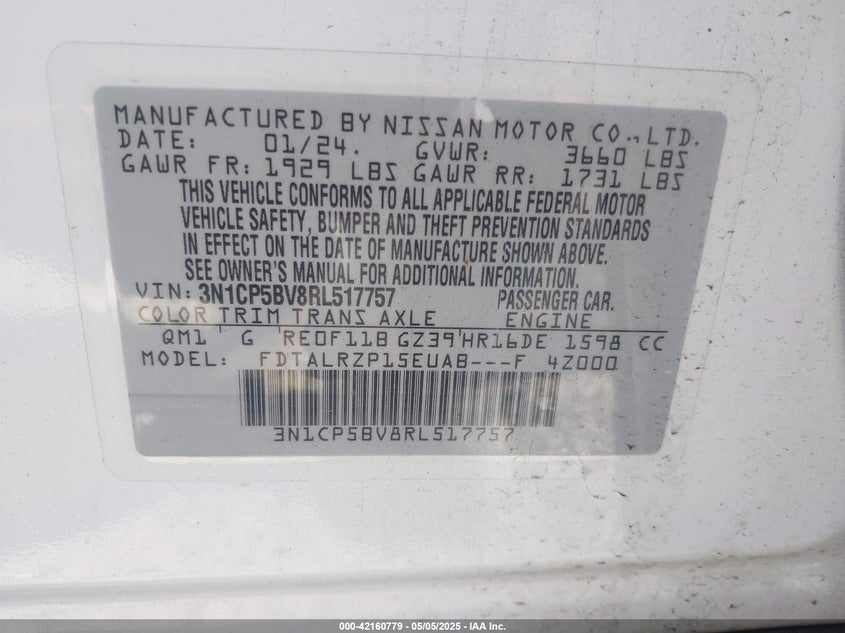 MANUFACTURED BY NISSAN MOTOR CO.,LTD.
DATE: 01/24. GVWR: 3660 LBS
GAWR FR: 1929 LBS GAWR RR: 1731 LBS
THIS VEHICLE CONFORMS TO ALL APPLICABLE FEDERAL MOTOR
VEHICLE SAFETY, BUMPER AND THEFT PREVENTION STANDARDS
IN EFFECT ON THE DATE OF MANUFACTURE SHOWN ABOVE.
SEE OWNER'S MANUAL FOR ADDITIONAL INFORMATION.
VIN: 3N1CP5BV8RL517757 PASSENGER CAR.
COLOR TRIM TRANS AXLE ENGINE
QM1 G RE0F11B GZ39 HR16DE 1598 CC
MODEL: FDTALRZP15EUAB---F 4Z000
3N1CP5BV8RL517757
000-42160779 - 05/05/2025 - IAA Inc.